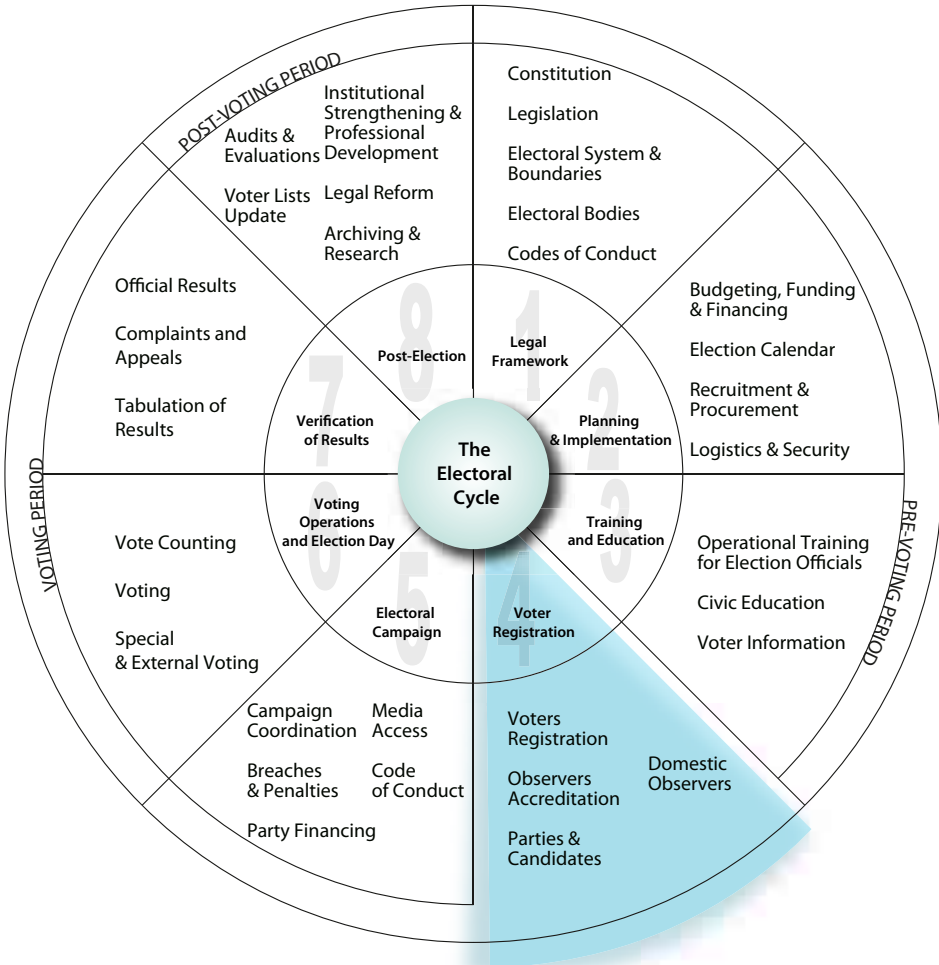 The
Electoral
Cycle
POST-VOTING PERIOD
PRE-VOTING PERIOD
VOTING PERIOD
1
Legal
Framework
Constitution
Legislation
Electoral System &
Boundaries
Electoral Bodies
Codes of Conduct
2
Planning
& Implementation
Budgeting, Funding
& Financing
Election Calendar
Recruitment &
Procurement
Logistics & Security
3
Training
and Education
Operational Training
for Election Officials
Civic Education
Voter Information
4
Voter
Registration
Voters
Registration
Observers
Accreditation
Parties &
Candidates
Domestic
Observers
5
Electoral
Campaign
Campaign
Coordination
Breaches
& Penalties
Party Financing
Media
Access
Code
of Conduct
6
Voting
Operations
and Election Day
Vote Counting
Voting
Special
& External Voting
7
Verification
of Results
Official Results
Complaints and
Appeals
Tabulation of
Results
8
Post-Election
Audits &
Evaluations
Voter Lists
Update
Institutional
Strengthening &
Professional
Development
Legal Reform
Archiving &
Research